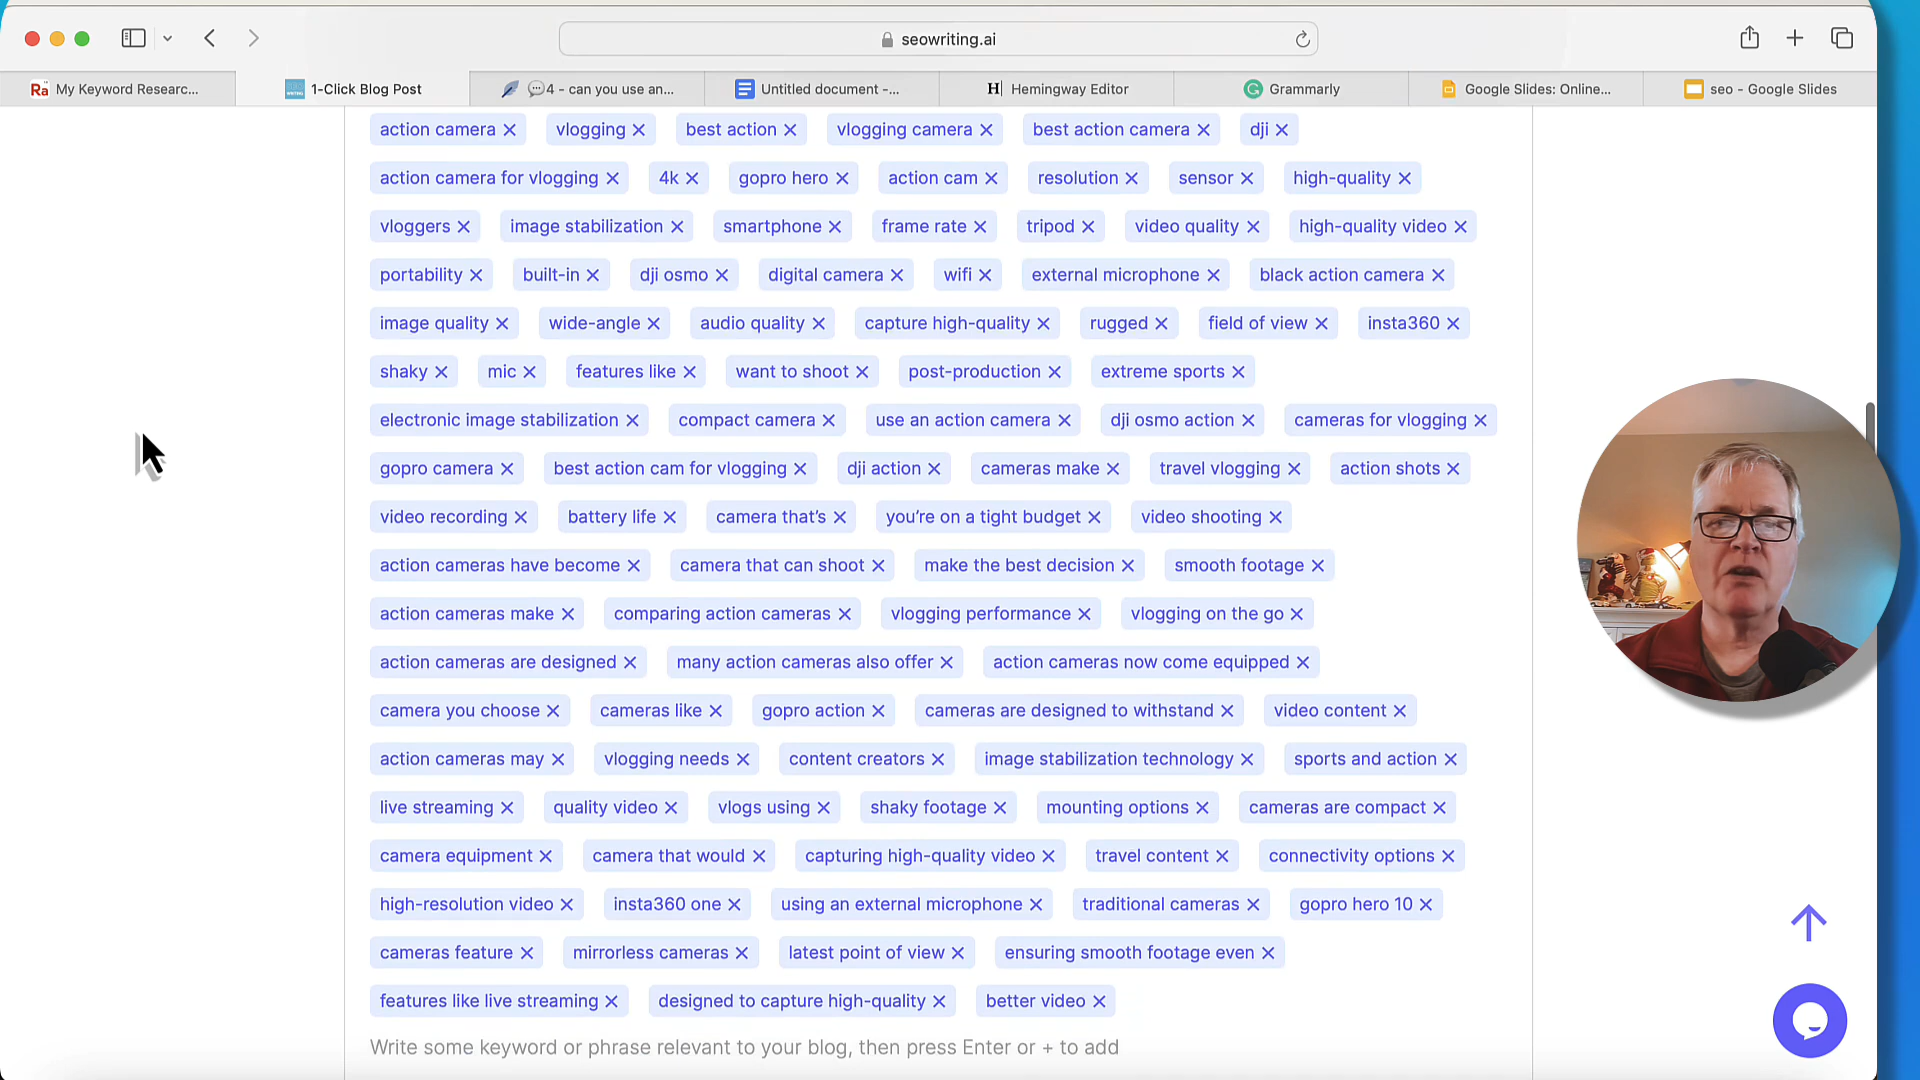 seowriting.ai
Ra My Keyword Researc... 1-Click Blog Post 4 - can you use an... Untitled document -... H Hemingway Editor Grammarly Google Slides: Online... seo - Google Slides
action camera × vlogging × best action × vlogging camera × best action camera × dji ×
action camera for vlogging × 4k × gopro hero × action cam × resolution × sensor × high-quality ×
vloggers × image stabilization × smartphone × frame rate × tripod × video quality × high-quality video ×
portability × built-in × dji osmo × digital camera × wifi × external microphone × black action camera ×
image quality × wide-angle × audio quality × capture high-quality × rugged × field of view × insta360 ×
shaky × mic × features like × want to shoot × post-production × extreme sports ×
electronic image stabilization × compact camera × use an action camera × dji osmo action × cameras for vlogging ×
gopro camera × best action cam for vlogging × dji action × cameras make × travel vlogging × action shots ×
video recording × battery life × camera that's × you're on a tight budget × video shooting ×
action cameras have become × camera that can shoot × make the best decision × smooth footage ×
action cameras make × comparing action cameras × vlogging performance × vlogging on the go ×
action cameras are designed × many action cameras also offer × action cameras now come equipped ×
camera you choose × cameras like × gopro action × cameras are designed to withstand × video content ×
action cameras may × vlogging needs × content creators × image stabilization technology × sports and action ×
live streaming × quality video × vlogs using × shaky footage × mounting options × cameras are compact ×
camera equipment × camera that would × capturing high-quality video × travel content × connectivity options ×
high-resolution video × insta360 one × using an external microphone × traditional cameras × gopro hero 10 ×
cameras feature × mirrorless cameras × latest point of view × ensuring smooth footage even ×
features like live streaming × designed to capture high-quality × better video ×
Write some keyword or phrase relevant to your blog, then press Enter or + to add